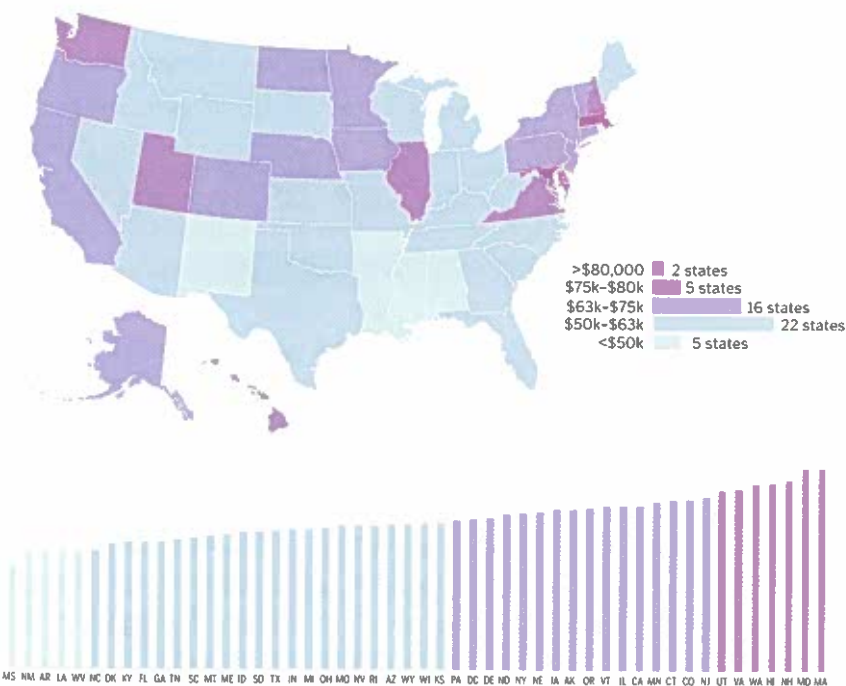 >$80,000 2 states
$75k-$80k 5 states
$63k-$75k 16 states
$50k-$63k 22 states
<$50k 5 states
MS NM AR LA WV NC OK KY FL GA TN SC MT ME ID SD TX IN MI OH MO NV RI AZ WY WI KS PA DC DE ND NY NE IA AK OR VT IL CA MN CT CO NJ UT VA WA HI NH MD MA